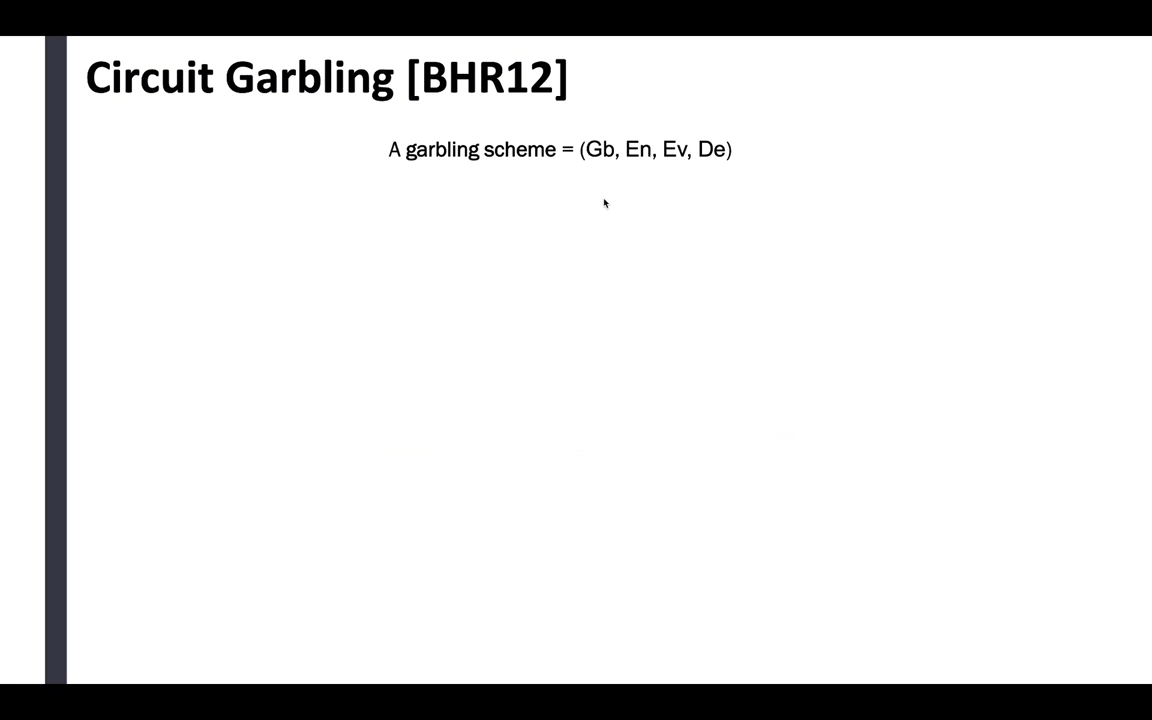 Circuit Garbling [BHR12]
A garbling scheme = (Gb, En, Ev, De)